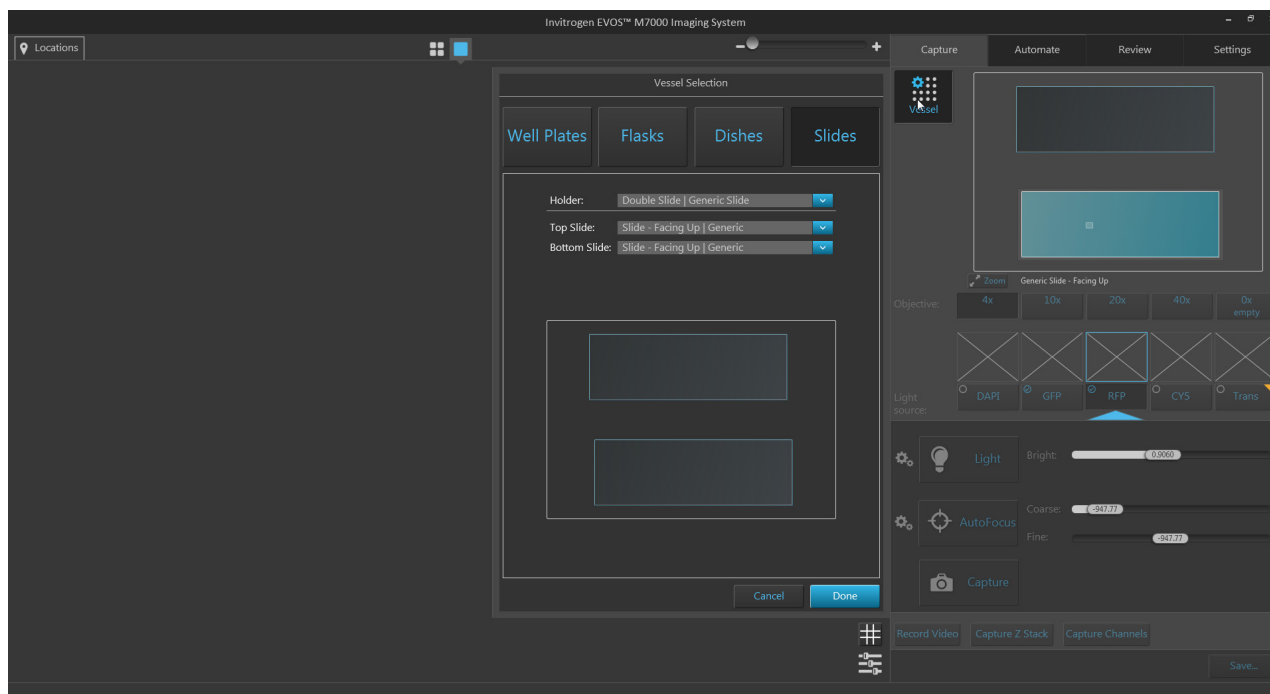 Invitrogen EVOS™ M7000 Imaging System
Locations
Capture Automate Review Settings
Vessel
Vessel Selection
Well Plates Flasks Dishes Slides
Holder: Double Slide | Generic Slide
Top Slide: Slide - Facing Up | Generic
Bottom Slide: Slide - Facing Up | Generic
Cancel Done
Zoom Generic Slide - Facing Up
Objective: 4x 10x 20x 40x 0x
empty
Light
source: DAPI GFP RFP CY5 Trans
Light Bright: 0.9060
AutoFocus Coarse: -947.77
Fine: -947.77
Capture
Record Video Capture Z Stack Capture Channels
Save...